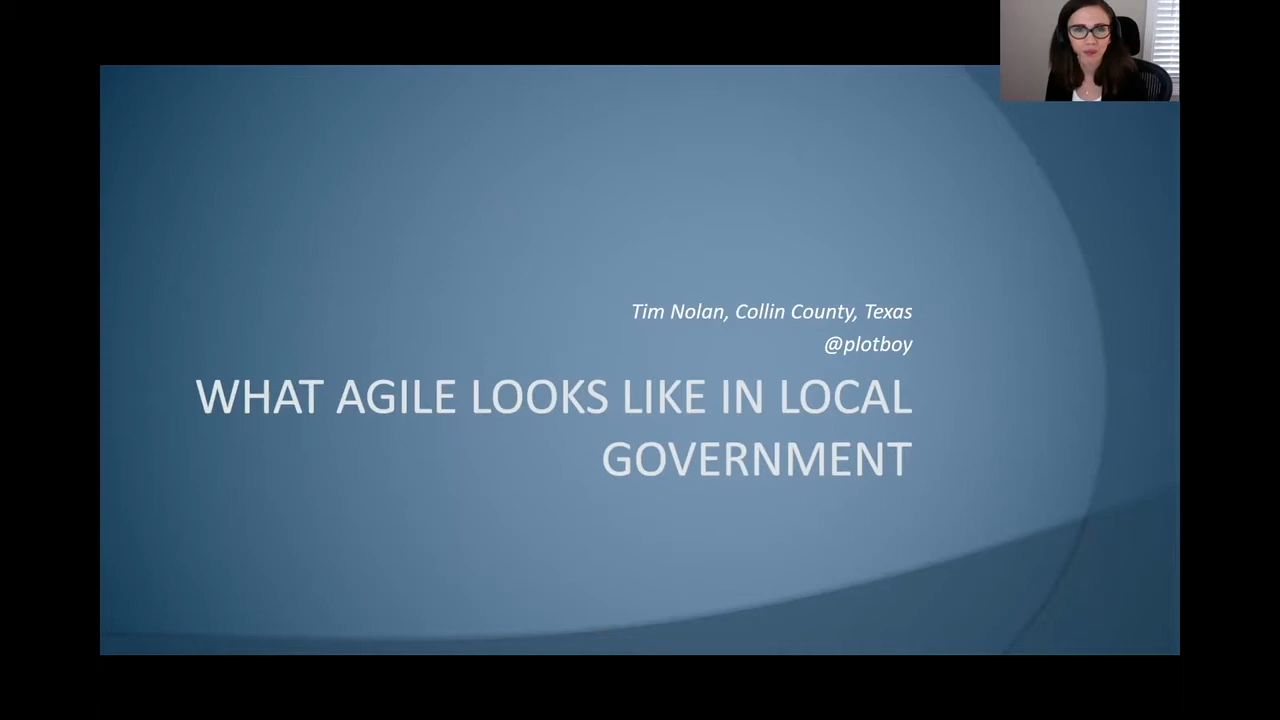 Tim Nolan, Collin County, Texas
@plotboy
WHAT AGILE LOOKS LIKE IN LOCAL
GOVERNMENT